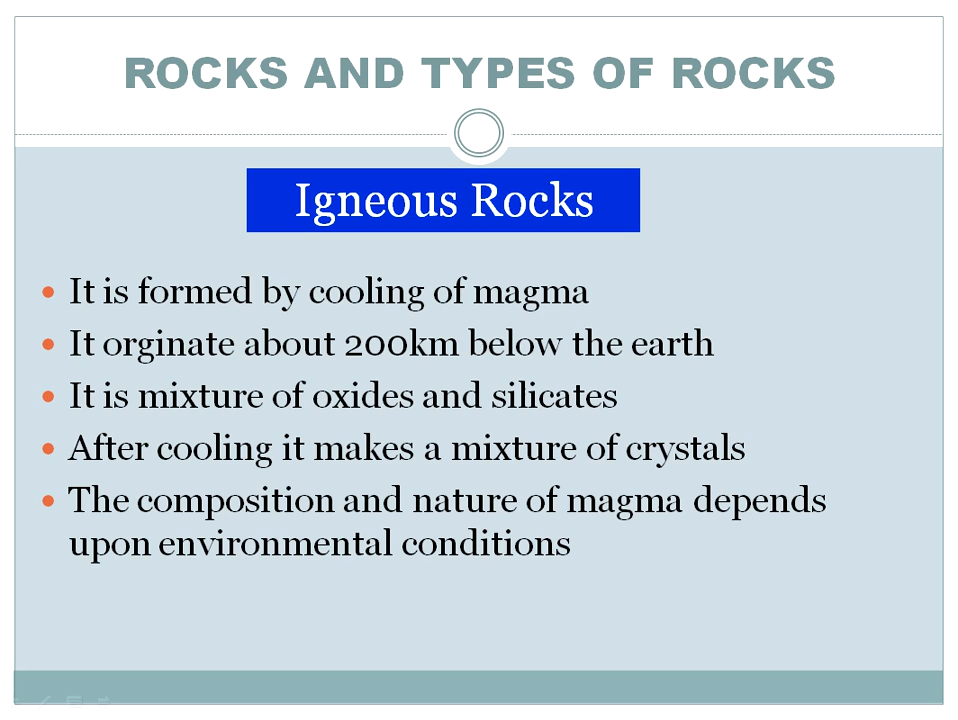 ROCKS AND TYPES OF ROCKS
Igneous Rocks
• It is formed by cooling of magma
• It orginate about 200km below the earth
• It is mixture of oxides and silicates
• After cooling it makes a mixture of crystals
• The composition and nature of magma depends
upon environmental conditions